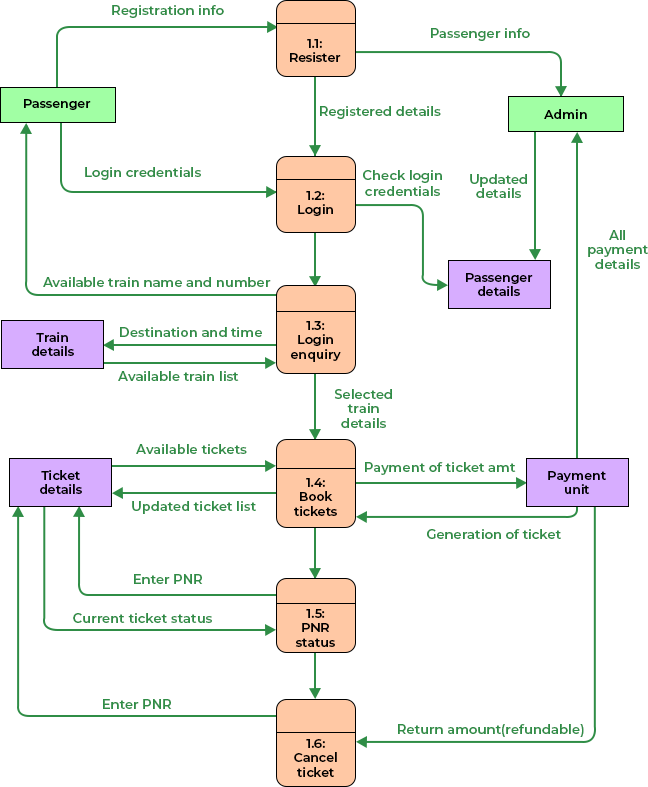 Registration info
1.1:
Resister
Passenger info
Passenger
Admin
Registered details
Login credentials
Check login
credentials
1.2:
Login
Updated
details
All
payment
details
Available train name and number
Passenger
details
Train
details
Destination and time
1.3:
Login
enquiry
Available train list
Selected
train
details
Available tickets
Ticket
details
1.4:
Book
tickets
Payment of ticket amt
Payment
unit
Updated ticket list
Generation of ticket
Enter PNR
Current ticket status
1.5:
PNR
status
Enter PNR
Return amount(refundable)
1.6:
Cancel
ticket